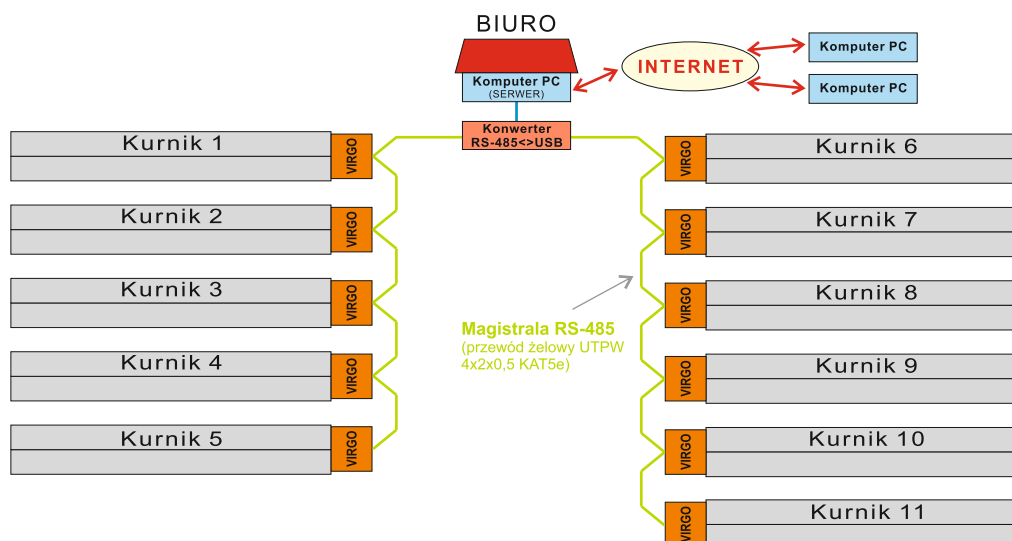 BIURO
Komputer PC
(SERWER)
INTERNET
Komputer PC
Komputer PC
Konwerter
RS-485<>USB
Kurnik 1
VIRGO
Kurnik 2
VIRGO
Kurnik 3
VIRGO
Kurnik 4
VIRGO
Kurnik 5
VIRGO
Magistrala RS-485
(przewód żelowy UTPW
4x2x0,5 KAT5e)
VIRGO
Kurnik 6
VIRGO
Kurnik 7
VIRGO
Kurnik 8
VIRGO
Kurnik 9
VIRGO
Kurnik 10
VIRGO
Kurnik 11